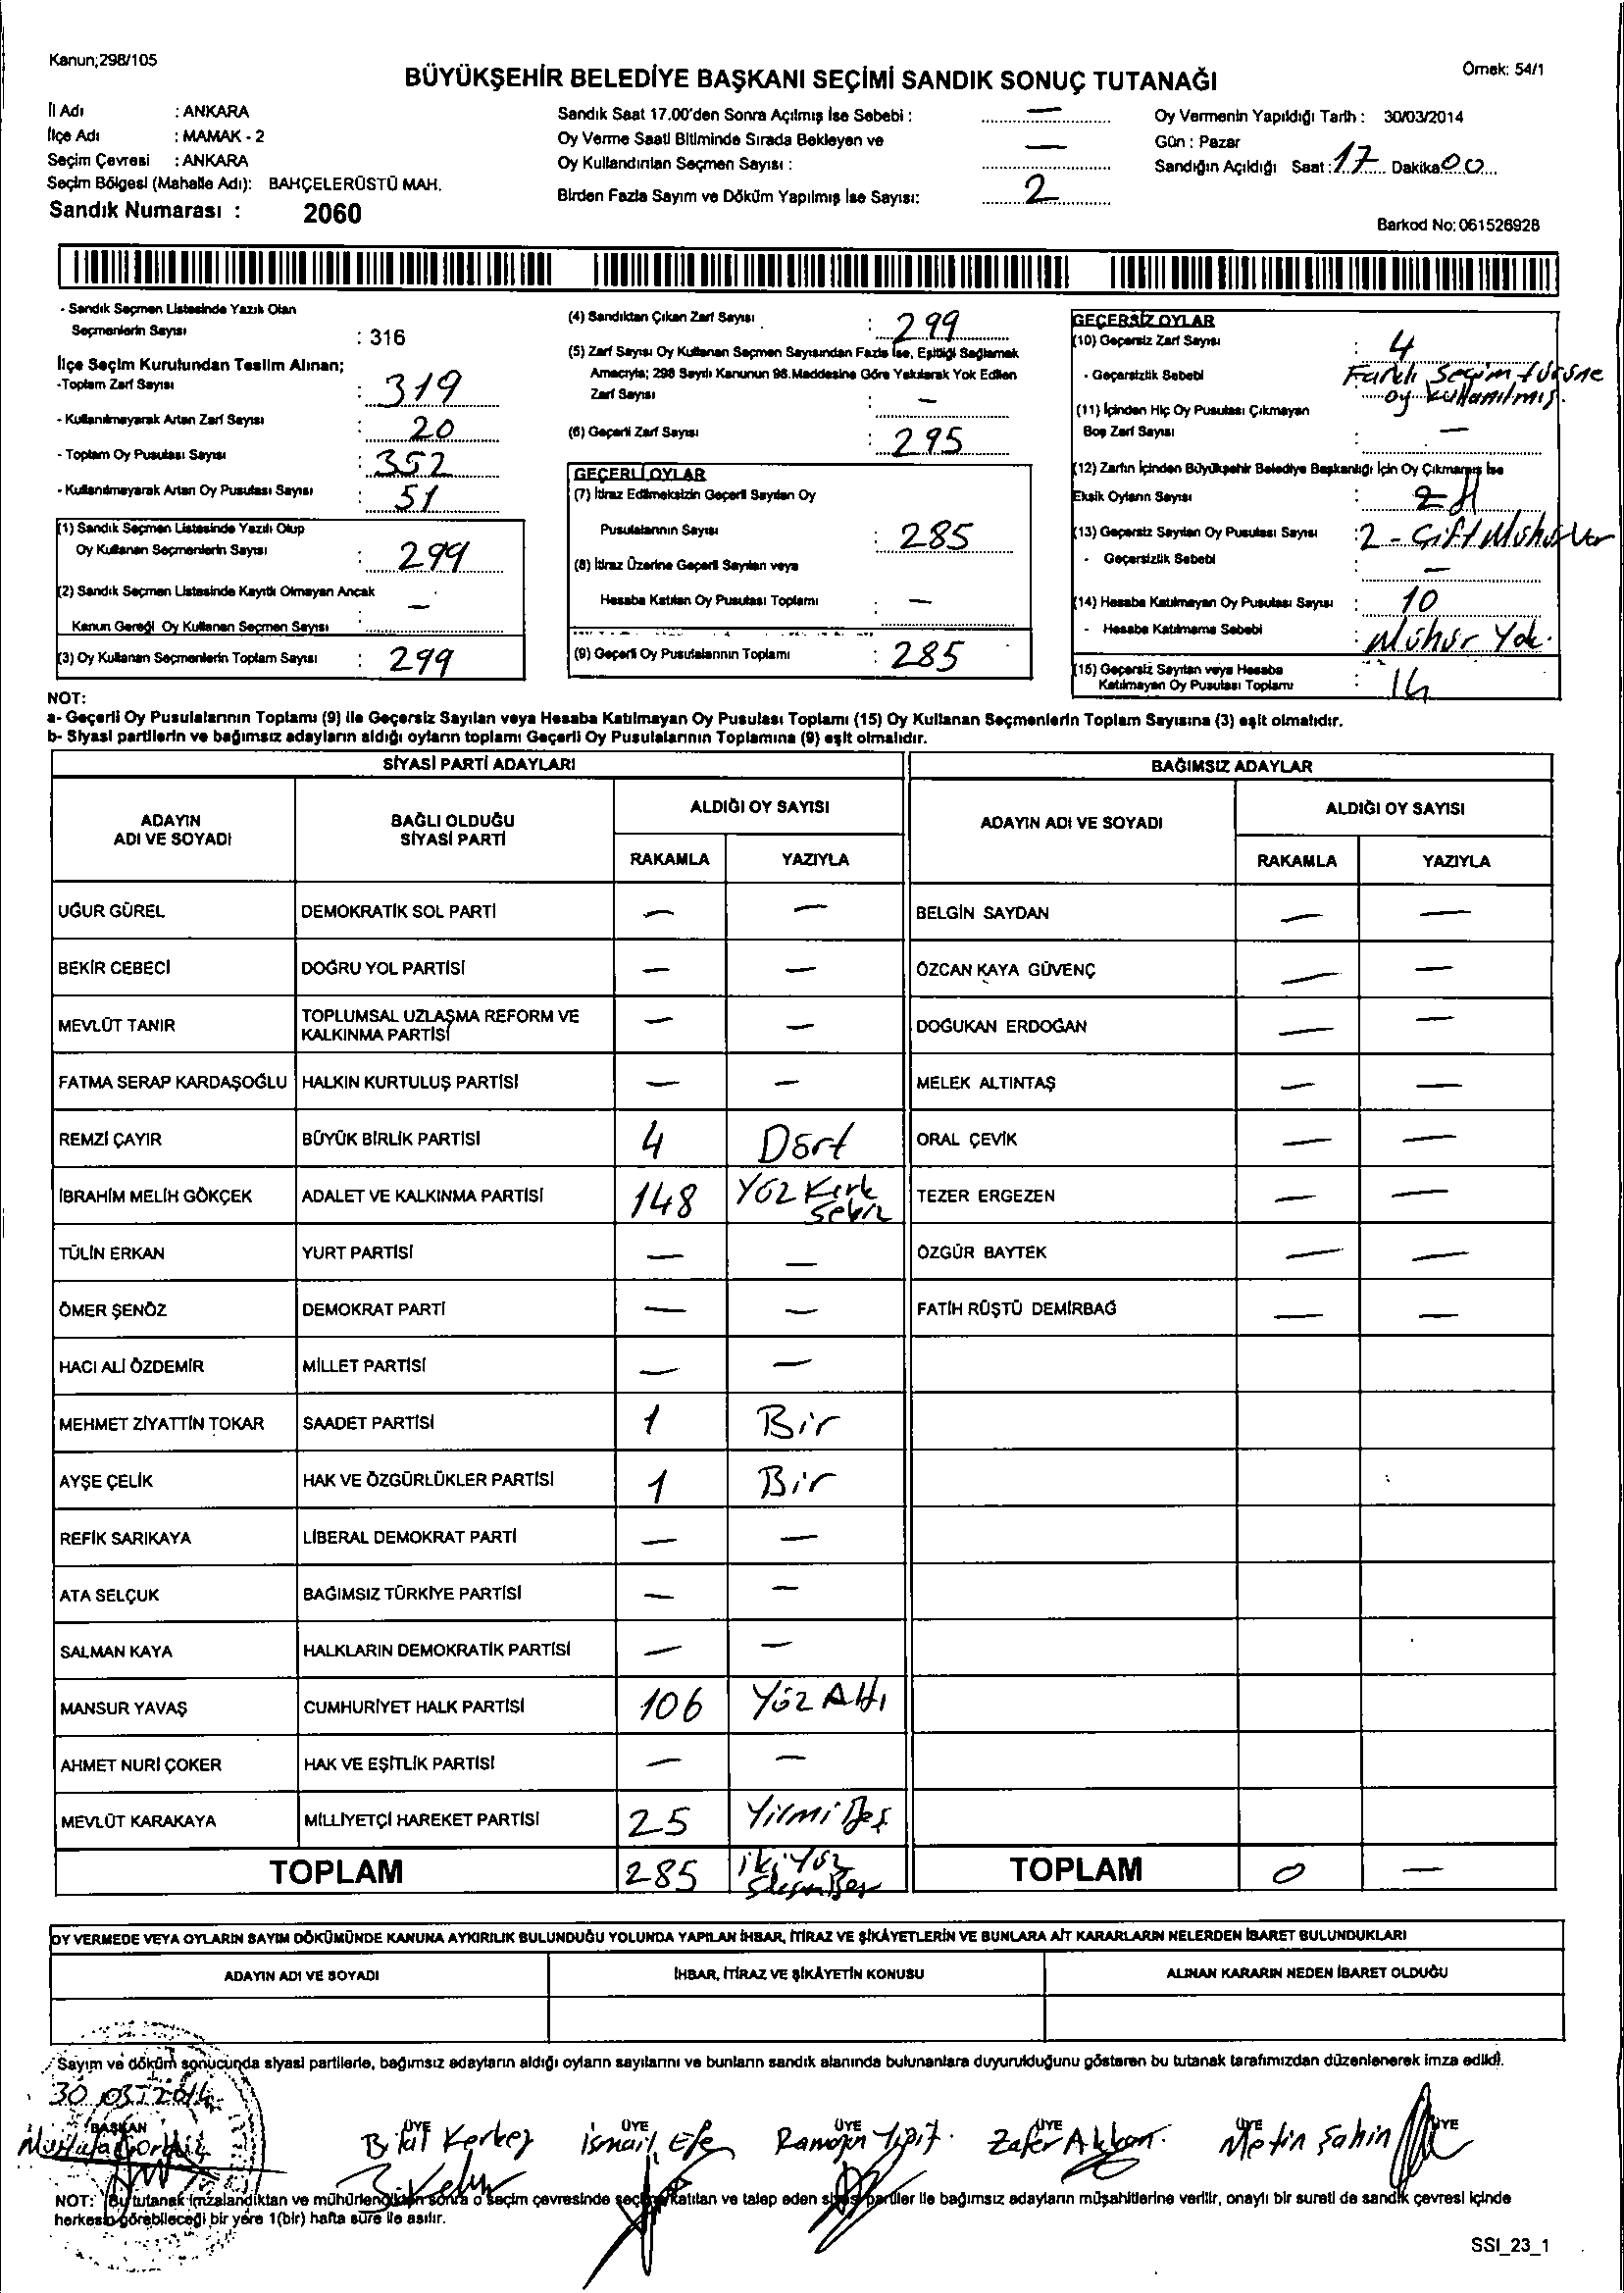 Kanun;298/105
Örnek: 54/1
BÜYÜKŞEHİR BELEDİYE BAŞKANI SEÇİMİ SANDIK SONUÇ TUTANAĞI
İl Adı : ANKARA
İlçe Adı : MAMAK - 2
Seçim Çevresi : ANKARA
Seçim Bölgesi (Mahalle Adı): BAHÇELERÜSTÜ MAH.
Sandık Numarası : 2060
Sandık Saat 17.00'den Sonra Açılmış İse Sebebi : —
Oy Verme Saati Bitiminde Sırada Bekleyen ve
Oy Kullandırılan Seçmen Sayısı : —
Birden Fazla Sayım ve Döküm Yapılmış İse Sayısı: 2
Oy Vermenin Yapıldığı Tarih : 30/03/2014
Gün : Pazar
Sandığın Açıldığı Saat : 17 Dakika 00
Barkod No: 061526928
- Sandık Seçmen Listesinde Yazılı Olan
Seçmenlerin Sayısı : 316
İlçe Seçim Kurulundan Teslim Alınan;
-Toplam Zarf Sayısı : 319
- Kullanılmayarak Artan Zarf Sayısı : 20
- Toplam Oy Pusulası Sayısı : 352
- Kullanılmayarak Artan Oy Pusulası Sayısı : 51
(1) Sandık Seçmen Listesinde Yazılı Olup
Oy Kullanan Seçmenlerin Sayısı : 299
(2) Sandık Seçmen Listesinde Kayıtlı Olmayan Ancak
Kanun Gereği Oy Kullanan Seçmen Sayısı : —
(3) Oy Kullanan Seçmenlerin Toplam Sayısı : 299
(4) Sandıktan Çıkan Zarf Sayısı : 299
(5) Zarf Sayısı Oy Kullanan Seçmen Sayısından Fazla İse, Eşitliği Sağlamak
Amacıyla; 298 Sayılı Kanunun 98.Maddesine Göre Yakılarak Yok Edilen
Zarf Sayısı : —
(6) Geçerli Zarf Sayısı : 295
GEÇERLİ OYLAR
(7) İtiraz Edilmeksizin Geçerli Sayılan Oy
Pusulalarının Sayısı : 285
(8) İtiraz Üzerine Geçerli Sayılan veya
Hesaba Katılan Oy Pusulası Toplamı : —
(9) Geçerli Oy Pusulalarının Toplamı : 285
GEÇERSİZ OYLAR
(10) Geçersiz Zarf Sayısı : 4
- Geçersizlik Sebebi Farklı Seçim türüne
oy kullanılmış.
(11) İçinden Hiç Oy Pusulası Çıkmayan
Boş Zarf Sayısı : —
(12) Zarfın İçinden Büyükşehir Belediye Başkanlığı İçin Oy Çıkmamış İse
Eksik Oyların Sayısı : 2
(13) Geçersiz Sayılan Oy Pusulası Sayısı : 2 - Çift Mühür Var
- Geçersizlik Sebebi —
(14) Hesaba Katılmayan Oy Pusulası Sayısı : 10
- Hesaba Katılmama Sebebi : Mühür Yok.
(15) Geçersiz Sayılan veya Hesaba
Katılmayan Oy Pusulası Toplamı : 14
NOT:
a- Geçerli Oy Pusulalarının Toplamı (9) ile Geçersiz Sayılan veya Hesaba Katılmayan Oy Pusulası Toplamı (15) Oy Kullanan Seçmenlerin Toplam Sayısına (3) eşit olmalıdır.
b- Siyasi partilerin ve bağımsız adayların aldığı oyların toplamı Geçerli Oy Pusulalarının Toplamına (9) eşit olmalıdır.
SİYASİ PARTİ ADAYLARI
ADAYIN ADI VE SOYADI
BAĞLI OLDUĞU SİYASİ PARTİ
ALDIĞI OY SAYISI
RAKAMLA YAZIYLA
UĞUR GÜREL DEMOKRATİK SOL PARTİ — —
BEKİR CEBECİ DOĞRU YOL PARTİSİ — —
MEVLÜT TANIR TOPLUMSAL UZLAŞMA REFORM VE
KALKINMA PARTİSİ — —
FATMA SERAP KARDAŞOĞLU HALKIN KURTULUŞ PARTİSİ — —
REMZİ ÇAYIR BÜYÜK BİRLİK PARTİSİ 4 Dört
İBRAHİM MELİH GÖKÇEK ADALET VE KALKINMA PARTİSİ 148 Yüz Kırk
Sekiz
TÜLİN ERKAN YURT PARTİSİ — —
ÖMER ŞENÖZ DEMOKRAT PARTİ — —
HACI ALİ ÖZDEMİR MİLLET PARTİSİ — —
MEHMET ZİYATTİN TOKAR SAADET PARTİSİ 1 Bir
AYŞE ÇELİK HAK VE ÖZGÜRLÜKLER PARTİSİ 1 Bir
REFİK SARIKAYA LİBERAL DEMOKRAT PARTİ — —
ATA SELÇUK BAĞIMSIZ TÜRKİYE PARTİSİ — —
SALMAN KAYA HALKLARIN DEMOKRATİK PARTİSİ — —
MANSUR YAVAŞ CUMHURİYET HALK PARTİSİ 106 Yüz Altı
AHMET NURİ ÇOKER HAK VE EŞİTLİK PARTİSİ — —
MEVLÜT KARAKAYA MİLLİYETÇİ HAREKET PARTİSİ 25 Yirmi Beş
TOPLAM 285 iki Yüz
Seksen Beş
BAĞIMSIZ ADAYLAR
ADAYIN ADI VE SOYADI
ALDIĞI OY SAYISI
RAKAMLA YAZIYLA
BELGİN SAYDAN — —
ÖZCAN KAYA GÜVENÇ — —
DOĞUKAN ERDOĞAN — —
MELEK ALTINTAŞ — —
ORAL ÇEVİK — —
TEZER ERGEZEN — —
ÖZGÜR BAYTEK — —
FATİH RÜŞTÜ DEMİRBAĞ — —
TOPLAM 0 —
OY VERMEDE VEYA OYLARIN SAYIM DÖKÜMÜNDE KANUNA AYKIRILIK BULUNDUĞU YOLUNDA YAPILAN İHBAR, İTİRAZ VE ŞİKÂYETLERİN VE BUNLARA AİT KARARLARIN NELERDEN İBARET BULUNDUKLARI
ADAYIN ADI VE SOYADI İHBAR, İTİRAZ VE ŞİKÂYETİN KONUSU ALINAN KARARIN NEDEN İBARET OLDUĞU
Sayım ve döküm sonucunda siyasi partilerle, bağımsız adayların aldığı oyların sayılarını ve bunların sandık alanında bulunanlara duyurulduğunu gösteren bu tutanak tarafımızdan düzenlenerek imza edildi.
30.03.2014
BAŞKAN ÜYE ÜYE ÜYE ÜYE ÜYE ÜYE
Mustafa Bilal İsmail Efe Ramazan Yiğit. Zafer Metin Şahin
NOT: Bu tutanak imzalandıktan ve mühürlendikten sonra o seçim çevresinde seçime katılan ve talep eden siyasi partiler ile bağımsız adayların müşahitlerine verilir, onaylı bir sureti de sandık çevresi içinde
herkesin görebileceği bir yere 1(bir) hafta süre ile asılır.
SSI_23_1